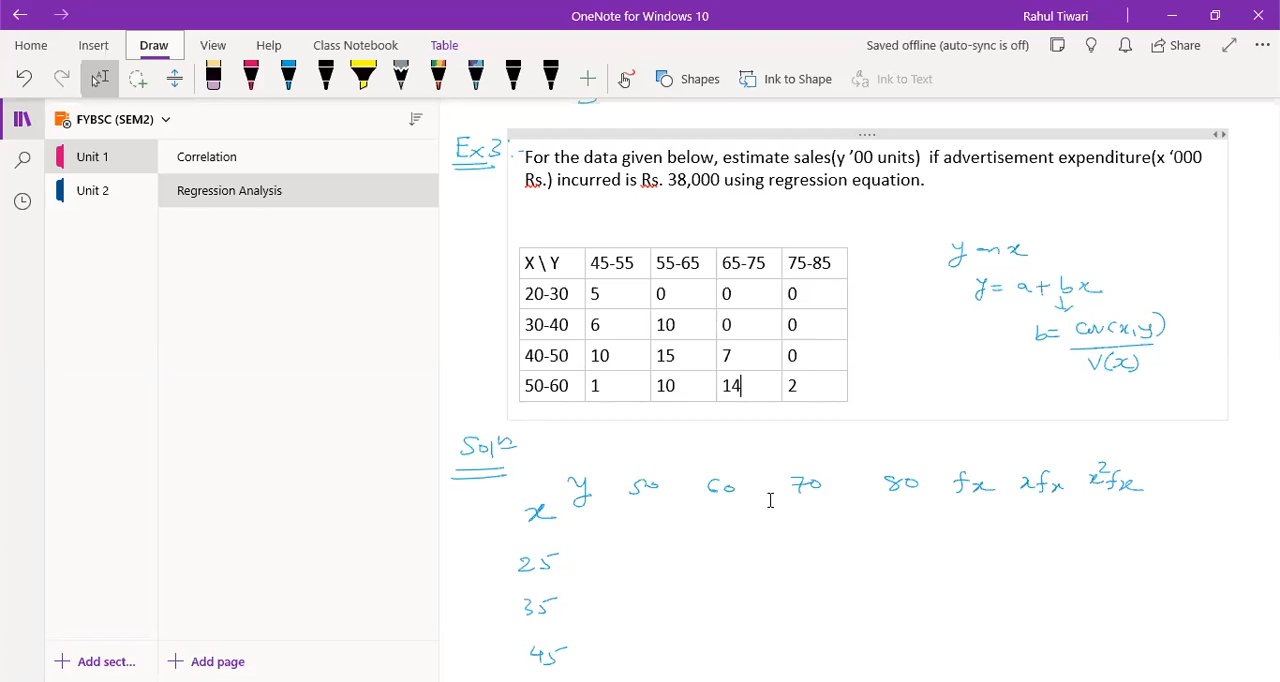 OneNote for Windows 10
Rahul Tiwari
Home Insert Draw View Help Class Notebook Table
Saved offline (auto-sync is off) Share
Shapes Ink to Shape Ink to Text
FYBSC (SEM2)
Unit 1 Correlation
Unit 2 Regression Analysis
Ex3:- For the data given below, estimate sales(y ’00 units) if advertisement expenditure(x ‘000
Rs.) incurred is Rs. 38,000 using regression equation.
X \ Y 45-55 55-65 65-75 75-85
20-30 5 0 0 0
30-40 6 10 0 0
40-50 10 15 7 0
50-60 1 10 14 2
y on x
y = a + bx
b = Cov(x,y)
V(x)
Soln
y 50 60 70 80 fx xfx x²fx
x
25
35
45
Add sect... Add page